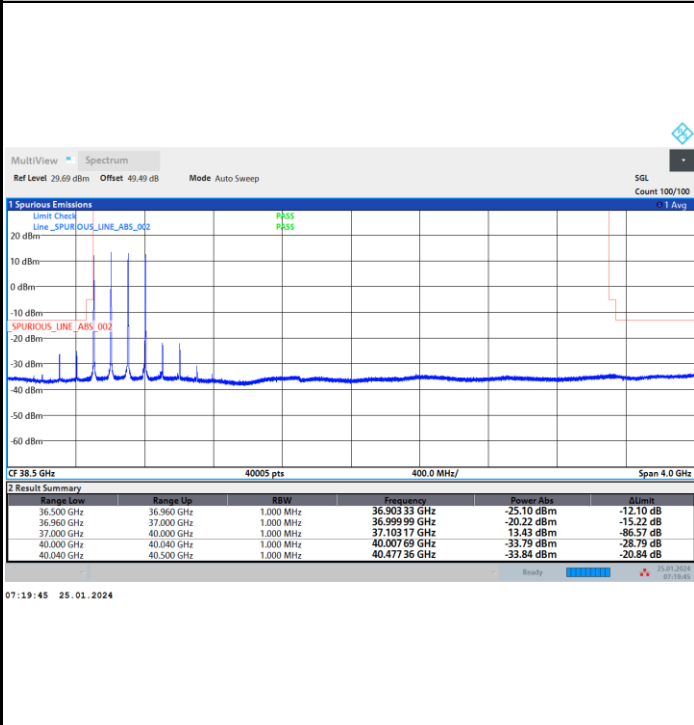 MultiView Spectrum
Ref Level 29.69 dBm Offset 49.49 dB Mode Auto Sweep SGL
Count 100/100
1 Spurious Emissions 1 Avg
Limit Check PASS
Line _SPURIOUS_LINE_ABS_002 PASS
20 dBm
10 dBm
0 dBm
-10 dBm
_SPURIOUS_LINE_ABS_002
-20 dBm
-30 dBm
-40 dBm
-50 dBm
-60 dBm
CF 38.5 GHz 40005 pts 400.0 MHz/ Span 4.0 GHz
2 Result Summary
Range Low Range Up RBW Frequency Power Abs ΔLimit
36.500 GHz 36.960 GHz 1.000 MHz 36.903 33 GHz -25.10 dBm -12.10 dB
36.960 GHz 37.000 GHz 1.000 MHz 36.999 99 GHz -20.22 dBm -15.22 dB
37.000 GHz 40.000 GHz 1.000 MHz 37.103 17 GHz 13.43 dBm -86.57 dB
40.000 GHz 40.040 GHz 1.000 MHz 40.007 69 GHz -33.79 dBm -28.79 dB
40.040 GHz 40.500 GHz 1.000 MHz 40.477 36 GHz -33.84 dBm -20.84 dB
Ready 25.01.2024
07:19:45
07:19:45 25.01.2024